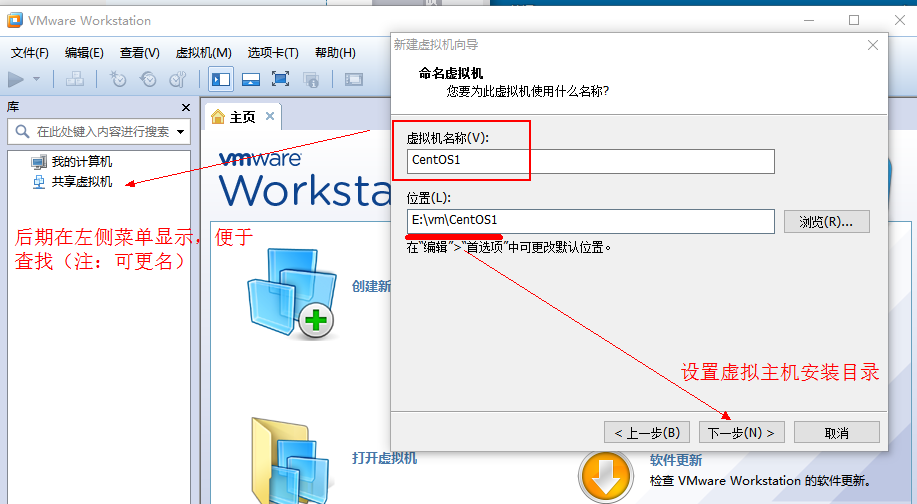 VMware Workstation
文件(F) 编辑(E) 查看(V) 虚拟机(M) 选项卡(T) 帮助(H)
库
在此处键入内容进行搜索
我的计算机
共享虚拟机
后期在左侧菜单显示，便于
查找（注：可更名）
主页
vmware
Worksta
创建新
打开虚拟机
软件更新
检查 VMware Workstation 的软件更新。
新建虚拟机向导
命名虚拟机
您要为此虚拟机使用什么名称?
虚拟机名称(V):
CentOS1
位置(L):
E:\vm\CentOS1
浏览(R)...
在“编辑”>“首选项”中可更改默认位置。
设置虚拟主机安装目录
< 上一步(B) 下一步(N) > 取消